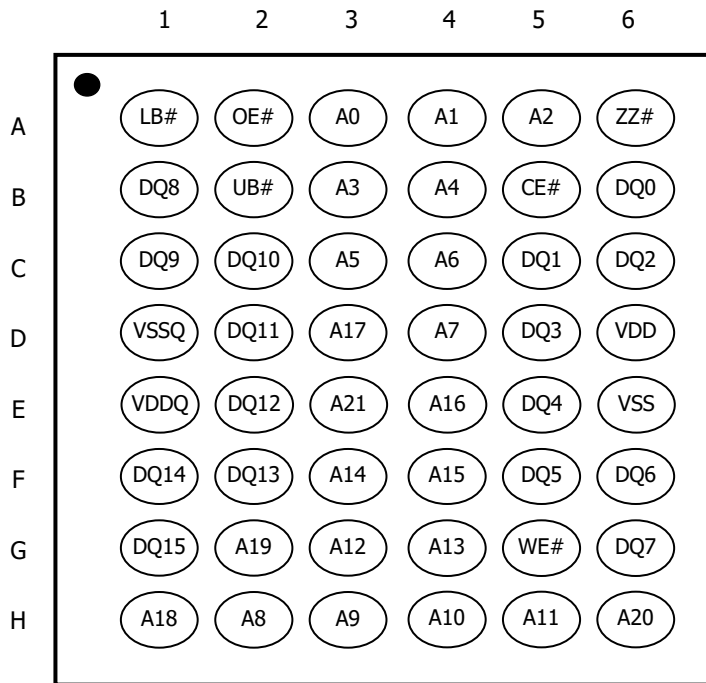 1 2 3 4 5 6
A LB# OE# A0 A1 A2 ZZ#
B DQ8 UB# A3 A4 CE# DQ0
C DQ9 DQ10 A5 A6 DQ1 DQ2
D VSSQ DQ11 A17 A7 DQ3 VDD
E VDDQ DQ12 A21 A16 DQ4 VSS
F DQ14 DQ13 A14 A15 DQ5 DQ6
G DQ15 A19 A12 A13 WE# DQ7
H A18 A8 A9 A10 A11 A20